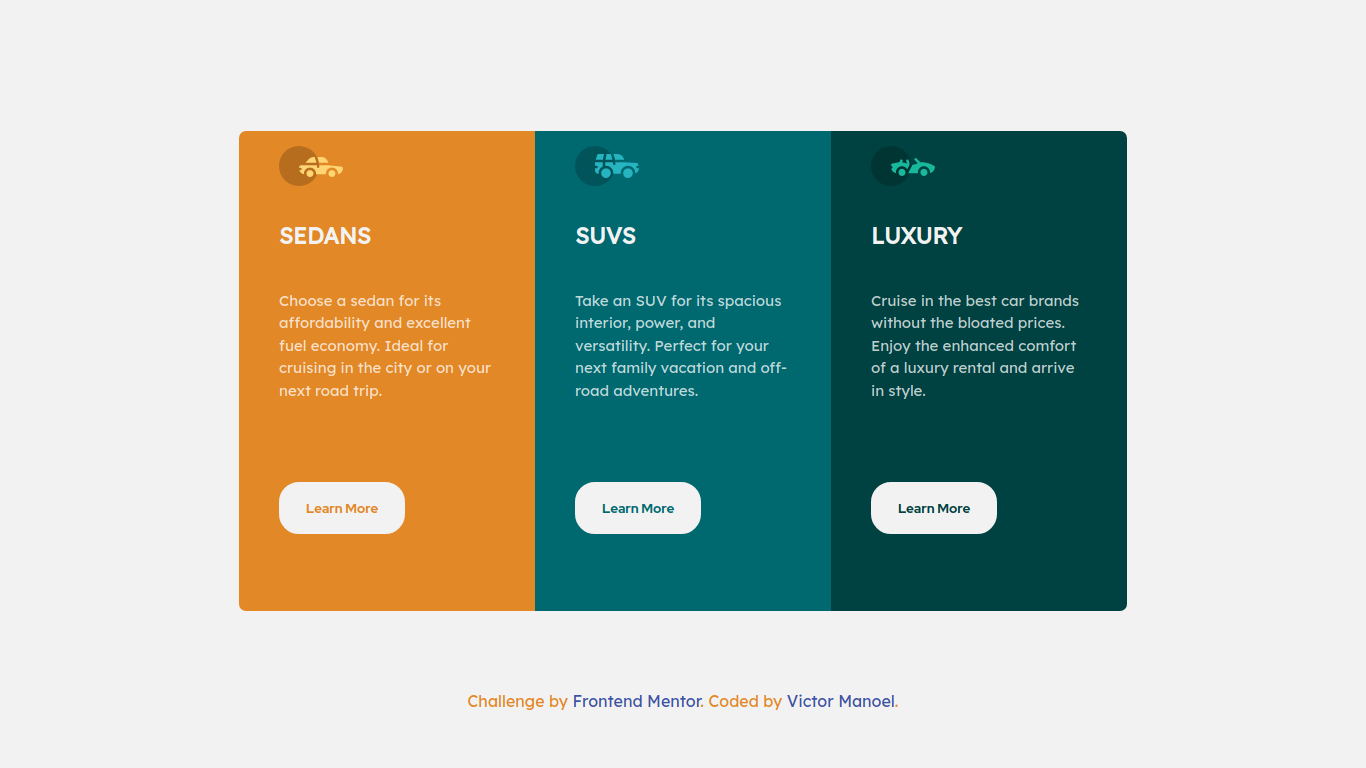 SEDANS
Choose a sedan for its
affordability and excellent
fuel economy. Ideal for
cruising in the city or on your
next road trip.
Learn More
SUVS
Take an SUV for its spacious
interior, power, and
versatility. Perfect for your
next family vacation and off-
road adventures.
Learn More
LUXURY
Cruise in the best car brands
without the bloated prices.
Enjoy the enhanced comfort
of a luxury rental and arrive
in style.
Learn More
Challenge by Frontend Mentor. Coded by Victor Manoel.